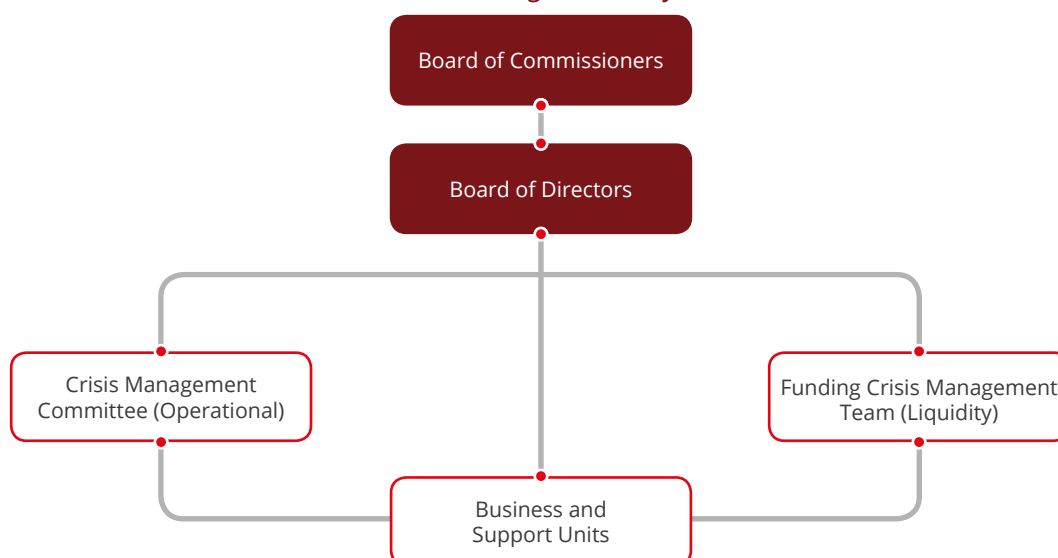 Board of Commissioners
Board of Directors
Crisis Management
Committee (Operational)
Funding Crisis Management
Team (Liquidity)
Business and
Support Units